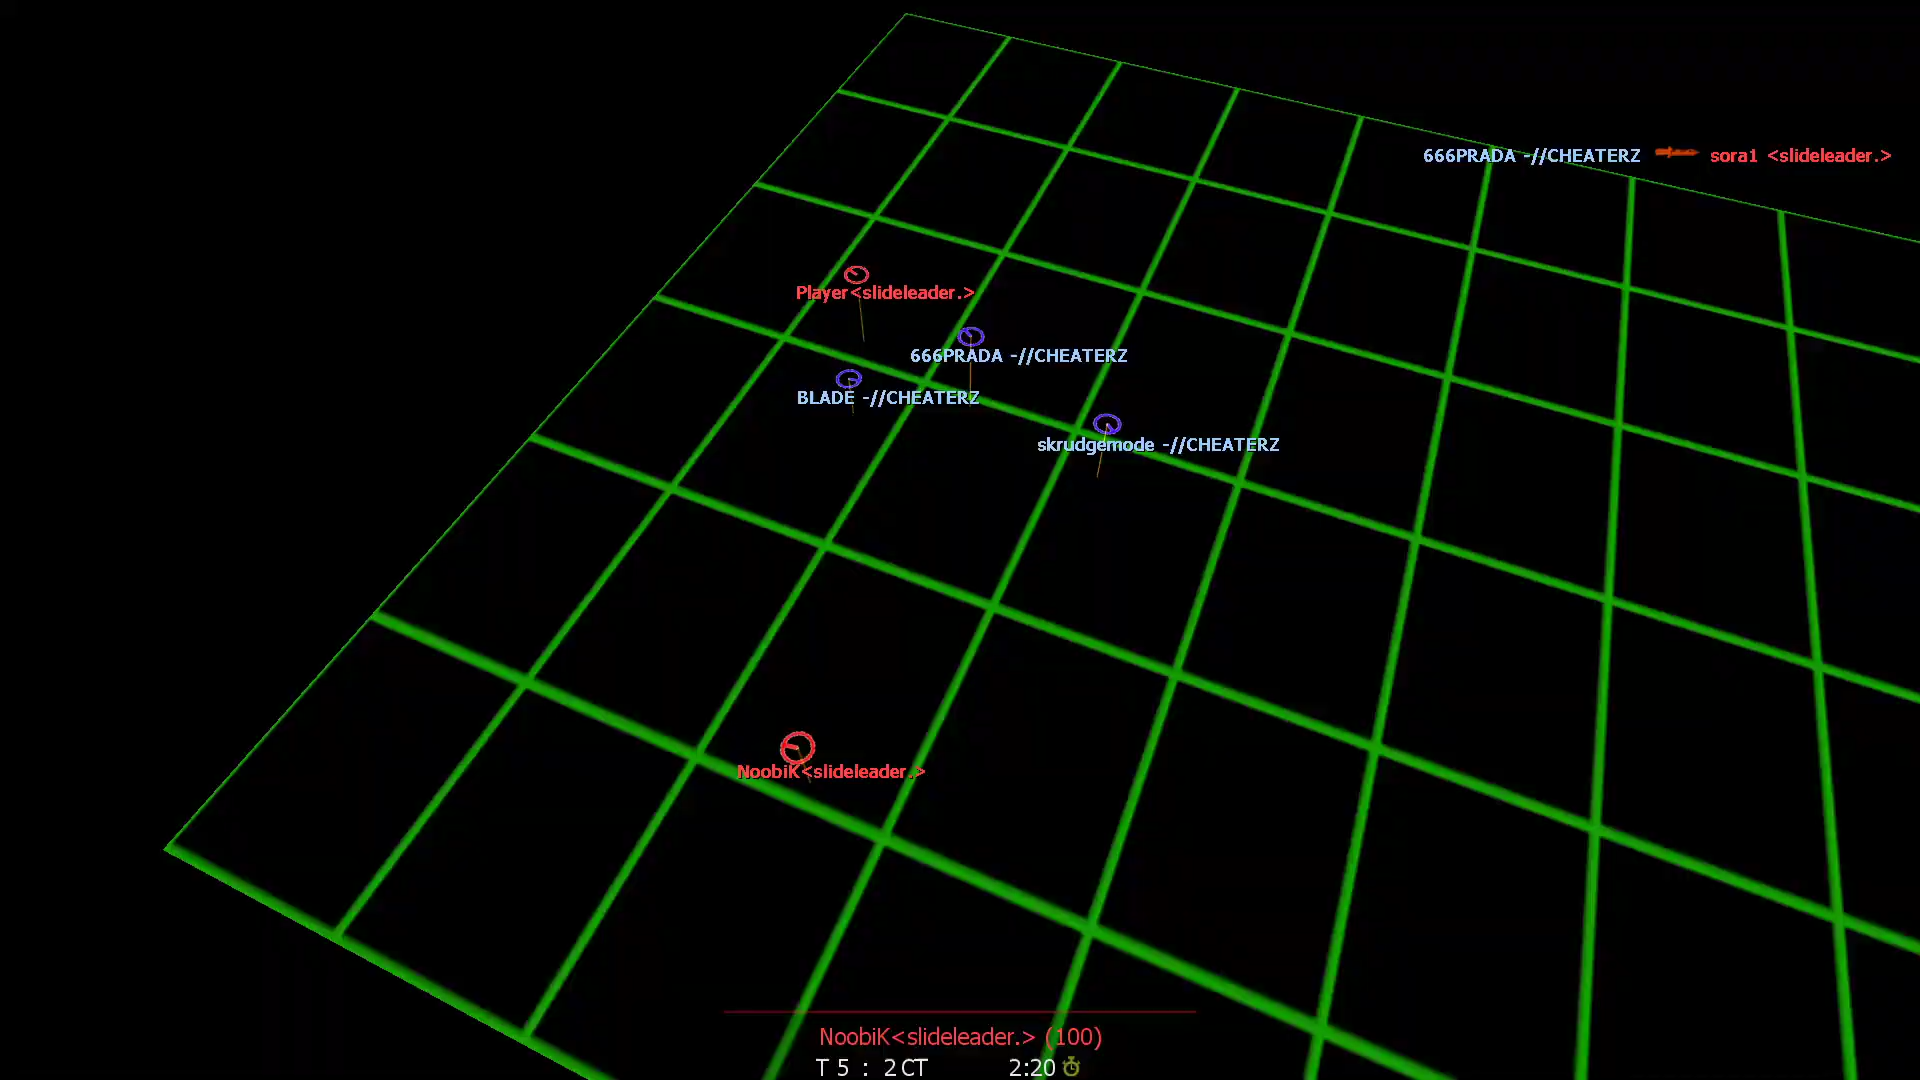 666PRADA -//CHEATERZ sora1 <slideleader.>
Player<slideleader.>
666PRADA -//CHEATERZ
BLADE -//CHEATERZ
skrudgemode -//CHEATERZ
NoobiK<slideleader.>
NoobiK<slideleader.> (100)
T 5 : 2 CT 2:20